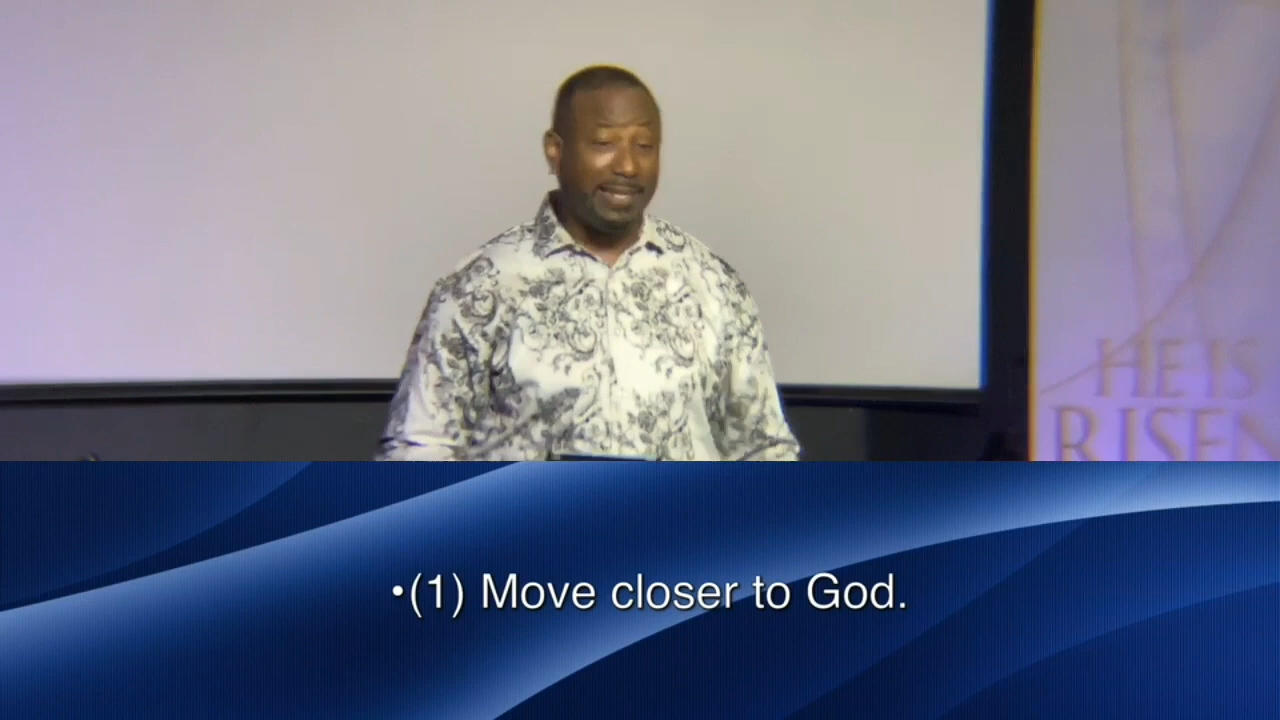 HE IS
RISEN
•(1) Move closer to God.